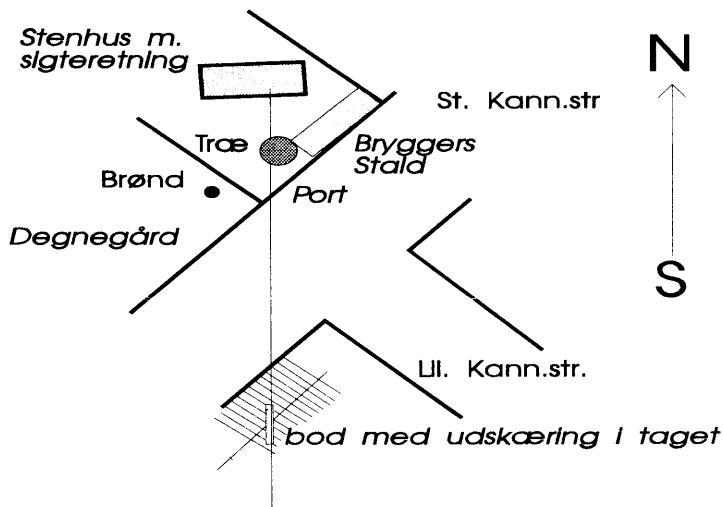 Stenhus m.
sigteretning
N
St. Kann.str
Træ
Bryggers
Stald
Brønd
Port
Degnegård
S
Lil. Kann.str.
bod med udskæring i taget